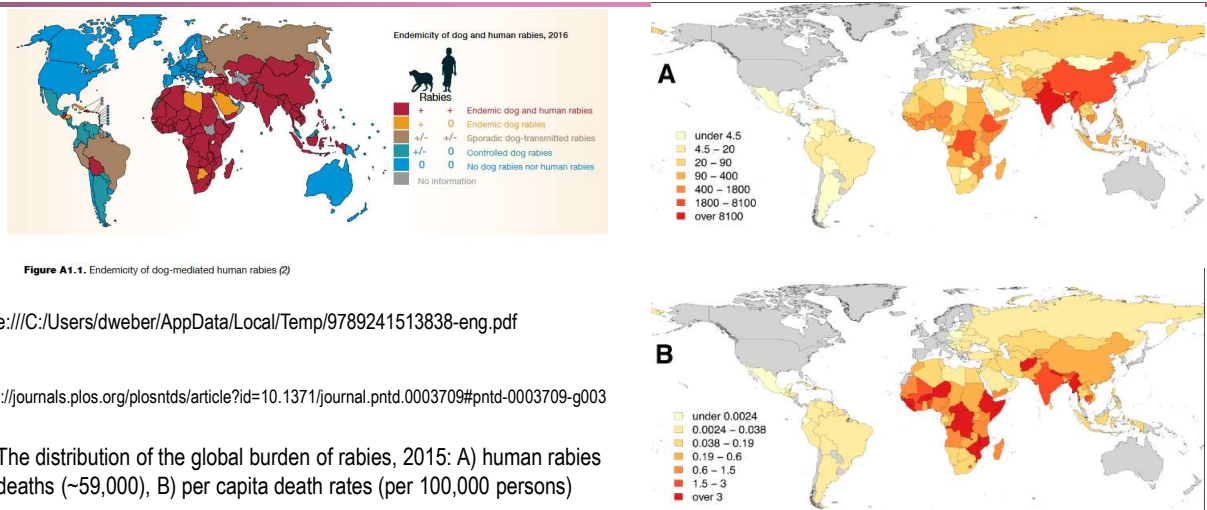 Endemicity of dog and human rabies, 2016
Rabies
+ + Endemic dog and human rabies
+ 0 Endemic dog rabies
+/- +/- Sporadic dog-transmitted rabies
+/- 0 Controlled dog rabies
0 0 No dog rabies nor human rabies
No information
Figure A1.1. Endemicity of dog-mediated human rabies (2)
e:///C:/Users/dweber/AppData/Local/Temp/9789241513838-eng.pdf
://journals.plos.org/plosntds/article?id=10.1371/journal.pntd.0003709#pntd-0003709-g003
The distribution of the global burden of rabies, 2015: A) human rabies
deaths (~59,000), B) per capita death rates (per 100,000 persons)
A
under 4.5
4.5 – 20
20 – 90
90 – 400
400 – 1800
1800 – 8100
over 8100
B
under 0.0024
0.0024 – 0.038
0.038 – 0.19
0.19 – 0.6
0.6 – 1.5
1.5 – 3
over 3